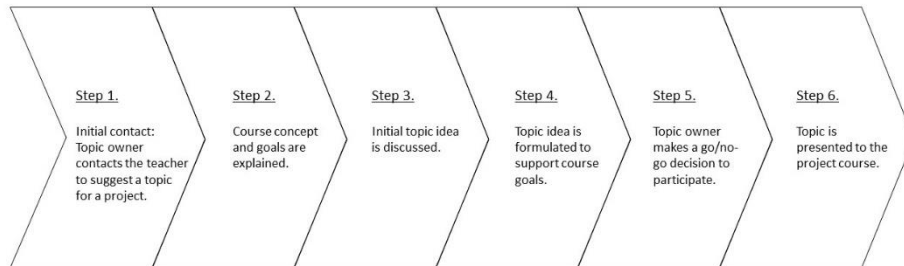 Step 1.
Initial contact:
Topic owner
contacts the teacher
to suggest a topic
for a project.
Step 2.
Course concept
and goals are
explained.
Step 3.
Initial topic idea
is discussed.
Step 4.
Topic idea is
formulated to
support course
goals.
Step 5.
Topic owner
makes a go/no-
go decision to
participate.
Step 6.
Topic is
presented to the
project course.